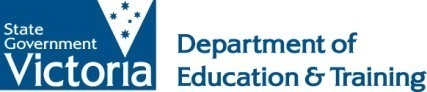 State
Government
Victoria
Department of
Education & Training